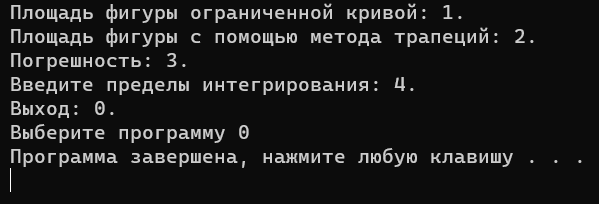 Площадь фигуры ограниченной кривой: 1.
Площадь фигуры с помощью метода трапеций: 2.
Погрешность: 3.
Введите пределы интегрирования: 4.
Выход: 0.
Выберите программу 0
Программа завершена, нажмите любую клавишу . . .